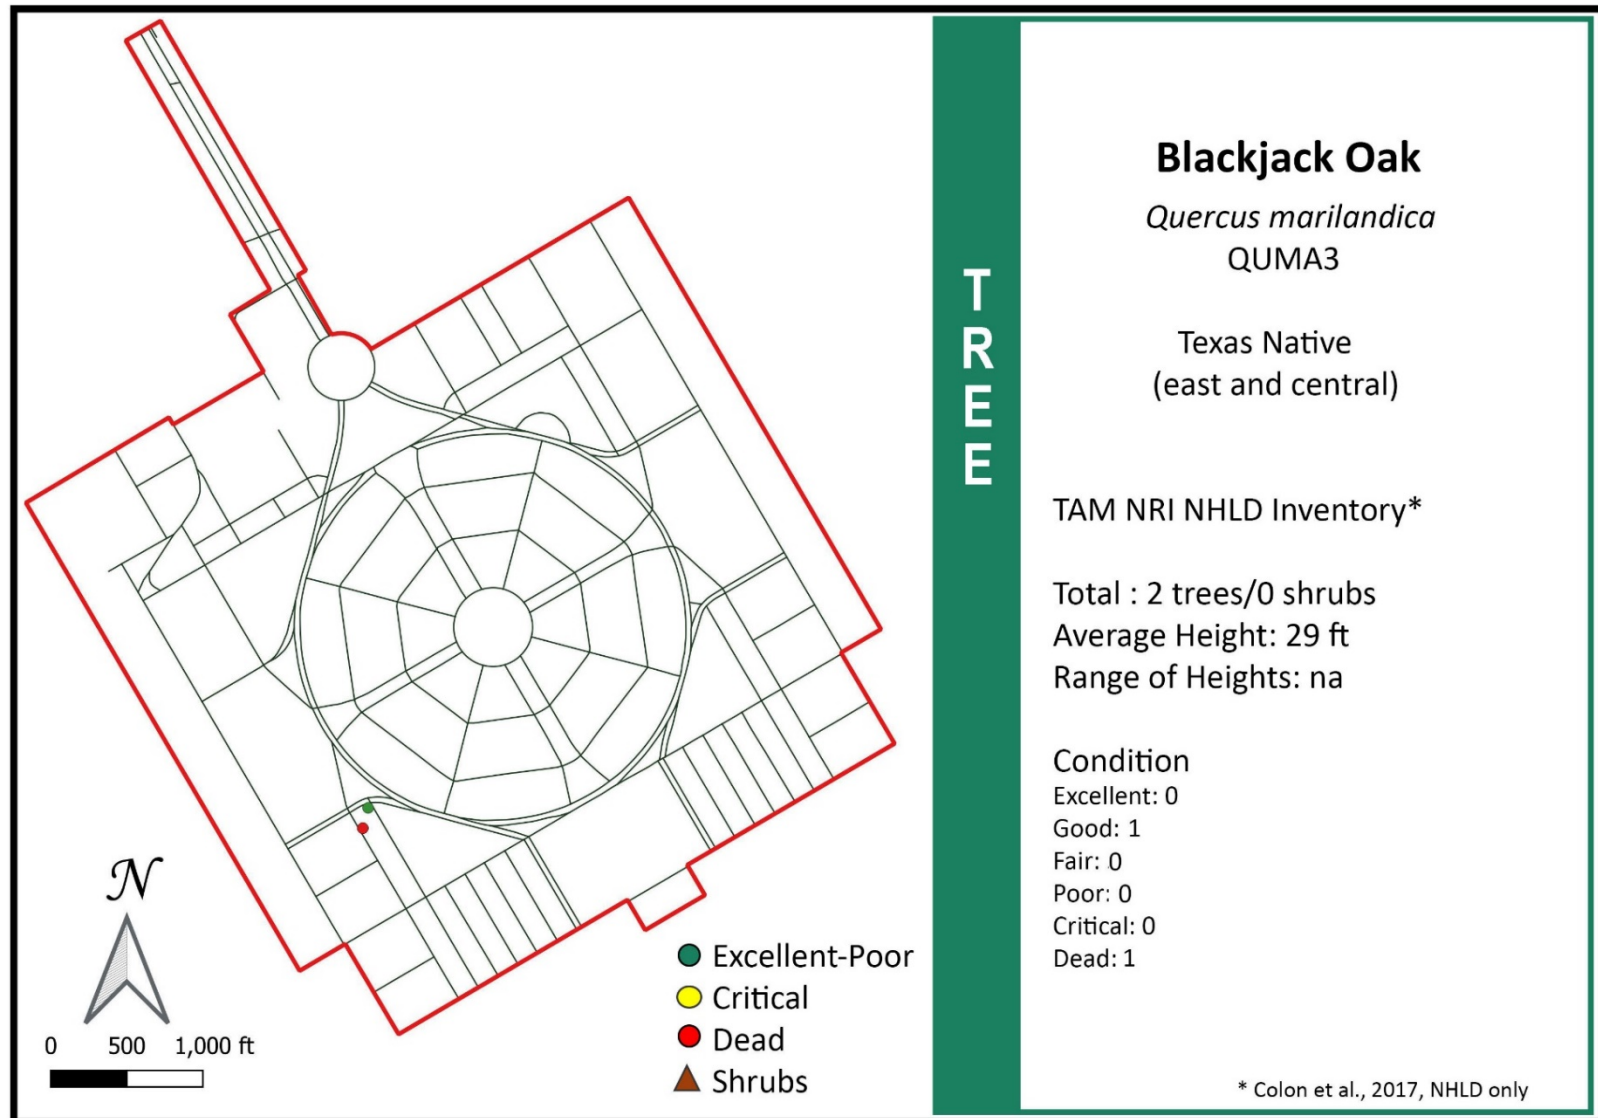 N
0 500 1,000 ft
Excellent-Poor
Critical
Dead
Shrubs
TREE
Blackjack Oak
Quercus marilandica
QUMA3
Texas Native
(east and central)
TAM NRI NHLD Inventory*
Total : 2 trees/0 shrubs
Average Height: 29 ft
Range of Heights: na
Condition
Excellent: 0
Good: 1
Fair: 0
Poor: 0
Critical: 0
Dead: 1
* Colon et al., 2017, NHLD only